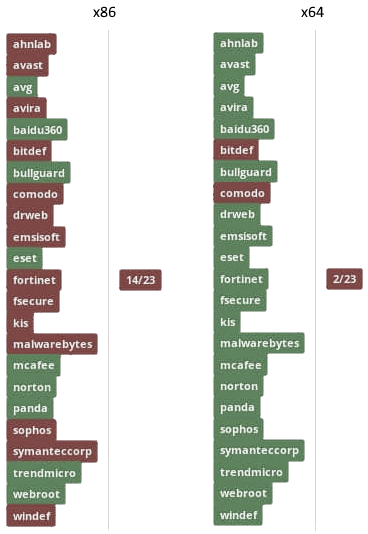 x86
ahnlab
avast
avg
avira
baidu360
bitdef
bullguard
comodo
drweb
emsisoft
eset
fortinet
fsecure
kis
malwarebytes
mcafee
norton
panda
sophos
symanteccorp
trendmicro
webroot
windef
14/23
x64
ahnlab
avast
avg
avira
baidu360
bitdef
bullguard
comodo
drweb
emsisoft
eset
fortinet
fsecure
kis
malwarebytes
mcafee
norton
panda
sophos
symanteccorp
trendmicro
webroot
windef
2/23